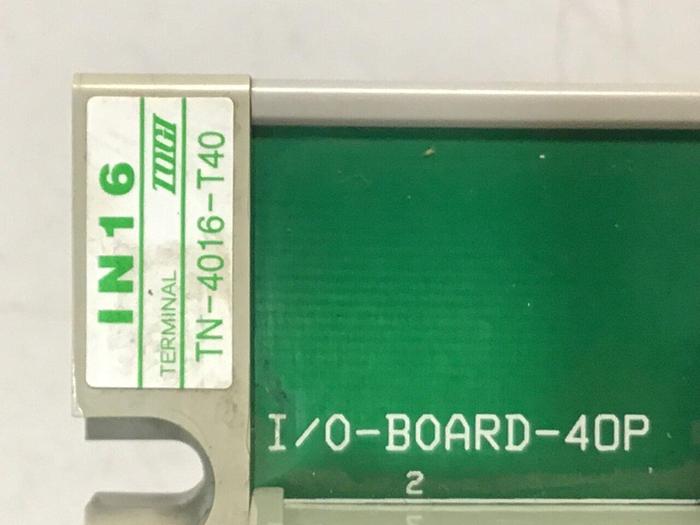 IN16
TERMINAL TOGI
TN-4016-T40
I/O-BOARD-40P
2